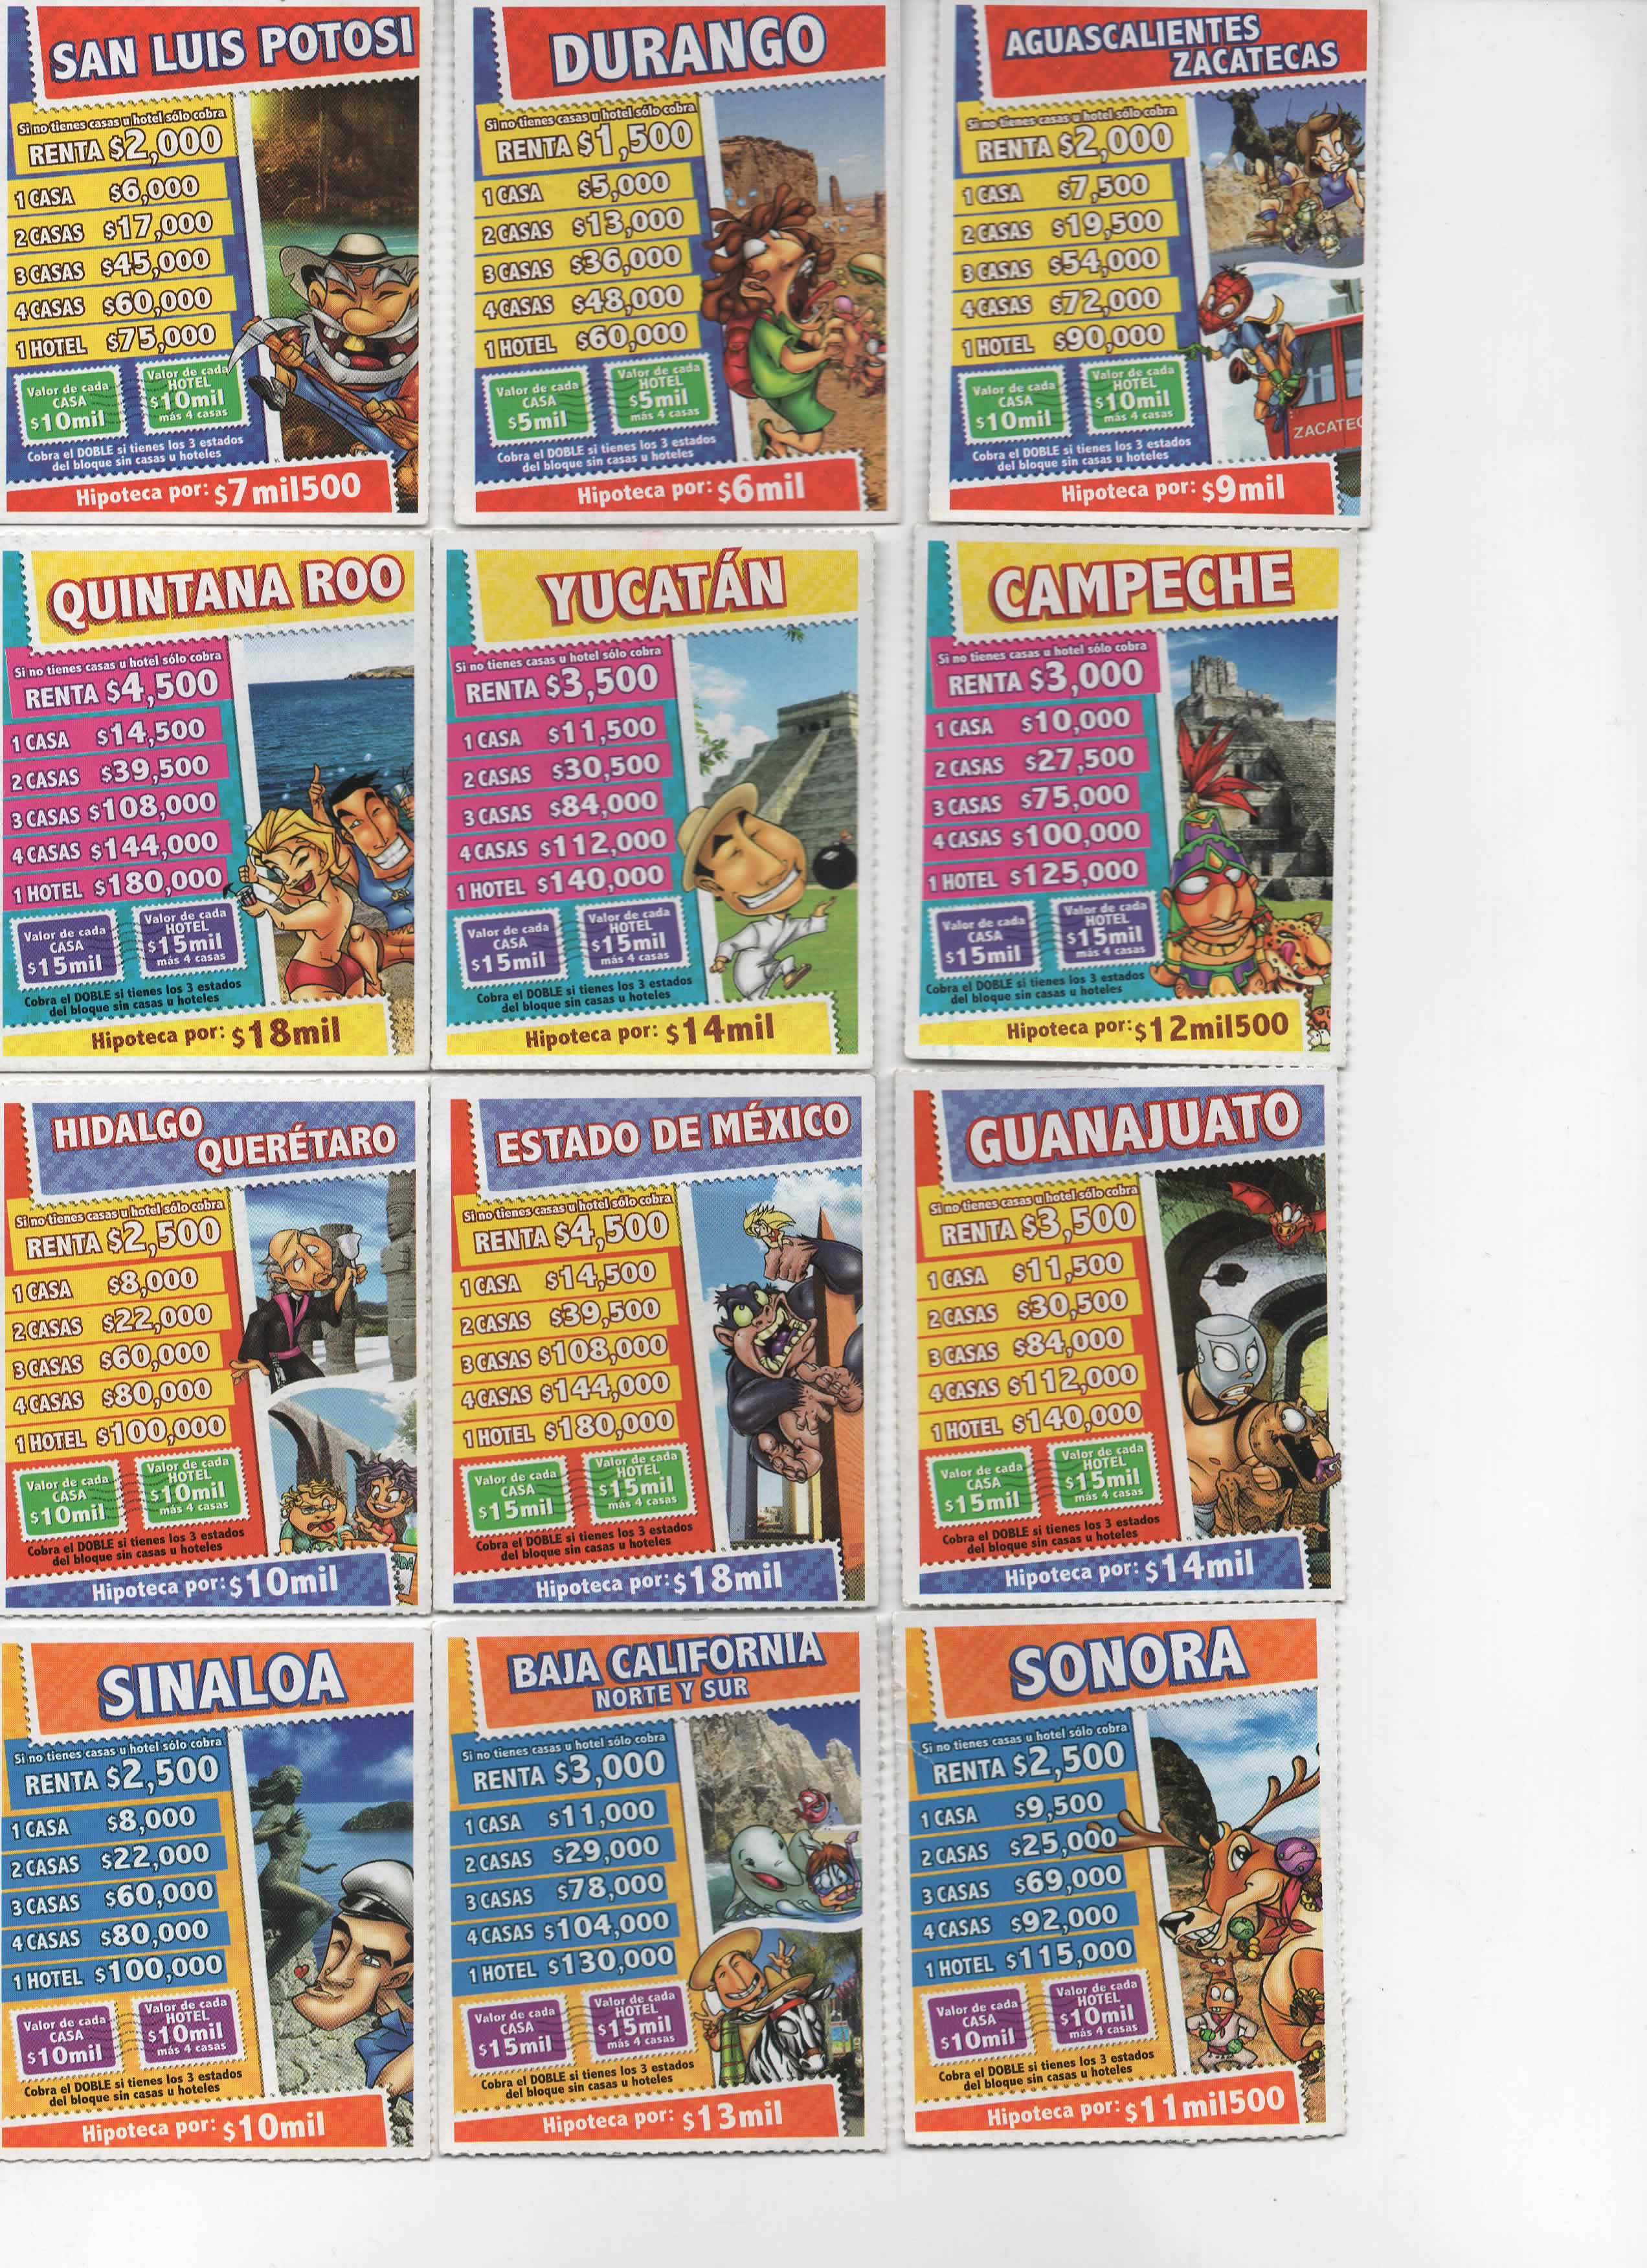 SAN LUIS POTOSI
Si no tienes casas u hotel sólo cobra
RENTA $2,000
1 CASA $6,000
2 CASAS $17,000
3 CASAS $45,000
4 CASAS $60,000
1 HOTEL $75,000
Valor de cada
CASA
$10mil
Valor de cada
HOTEL
$10mil
más 4 casas
Cobra el DOBLE si tienes los 3 estados
del bloque sin casas u hoteles
Hipoteca por: $7mil500
DURANGO
Si no tienes casas u hotel sólo cobra
RENTA $1,500
1 CASA $5,000
2 CASAS $13,000
3 CASAS $36,000
4 CASAS $48,000
1 HOTEL $60,000
Valor de cada
CASA
$5mil
Valor de cada
HOTEL
$5mil
más 4 casas
Cobra el DOBLE si tienes los 3 estados
del bloque sin casas u hoteles
Hipoteca por: $6mil
AGUASCALIENTES
ZACATECAS
Si no tienes casas u hotel sólo cobra
RENTA $2,000
1 CASA $7,500
2 CASAS $19,500
3 CASAS $54,000
4 CASAS $72,000
1 HOTEL $90,000
ZACATEC
Valor de cada
CASA
$10mil
Valor de cada
HOTEL
$10mil
más 4 casas
Cobra el DOBLE si tienes los 3 estados
del bloque sin casas u hoteles
Hipoteca por: $9mil
QUINTANA ROO
Si no tienes casas u hotel sólo cobra
RENTA $4,500
1 CASA $14,500
2 CASAS $39,500
3 CASAS $108,000
4 CASAS $144,000
1 HOTEL $180,000
Valor de cada
CASA
$15mil
Valor de cada
HOTEL
$15mil
más 4 casas
Cobra el DOBLE si tienes los 3 estados
del bloque sin casas u hoteles
Hipoteca por: $18mil
YUCATÁN
Si no tienes casas u hotel sólo cobra
RENTA $3,500
1 CASA $11,500
2 CASAS $30,500
3 CASAS $84,000
4 CASAS $112,000
1 HOTEL $140,000
Valor de cada
CASA
$15mil
Valor de cada
HOTEL
$15mil
más 4 casas
Cobra el DOBLE si tienes los 3 estados
del bloque sin casas u hoteles
Hipoteca por: $14mil
CAMPECHE
Si no tienes casas u hotel sólo cobra
RENTA $3,000
1 CASA $10,000
2 CASAS $27,500
3 CASAS $75,000
4 CASAS $100,000
1 HOTEL $125,000
Valor de cada
CASA
$15mil
Valor de cada
HOTEL
$15mil
más 4 casas
Cobra el DOBLE si tienes los 3 estados
del bloque sin casas u hoteles
Hipoteca por: $12mil500
HIDALGO
QUERÉTARO
Si no tienes casas u hotel sólo cobra
RENTA $2,500
1 CASA $8,000
2 CASAS $22,000
3 CASAS $60,000
4 CASAS $80,000
1 HOTEL $100,000
Valor de cada
CASA
$10mil
Valor de cada
HOTEL
$10mil
más 4 casas
Cobra el DOBLE si tienes los 3 estados
del bloque sin casas u hoteles
Hipoteca por: $10mil
ESTADO DE MÉXICO
Si no tienes casas u hotel sólo cobra
RENTA $4,500
1 CASA $14,500
2 CASAS $39,500
3 CASAS $108,000
4 CASAS $144,000
1 HOTEL $180,000
Valor de cada
CASA
$15mil
Valor de cada
HOTEL
$15mil
más 4 casas
Cobra el DOBLE si tienes los 3 estados
del bloque sin casas u hoteles
Hipoteca por: $18mil
GUANAJUATO
Si no tienes casas u hotel sólo cobra
RENTA $3,500
1 CASA $11,500
2 CASAS $30,500
3 CASAS $84,000
4 CASAS $112,000
1 HOTEL $140,000
Valor de cada
CASA
$15mil
Valor de cada
HOTEL
$15mil
más 4 casas
Cobra el DOBLE si tienes los 3 estados
del bloque sin casas u hoteles
Hipoteca por: $14mil
SINALOA
Si no tienes casas u hotel sólo cobra
RENTA $2,500
1 CASA $8,000
2 CASAS $22,000
3 CASAS $60,000
4 CASAS $80,000
1 HOTEL $100,000
Valor de cada
CASA
$10mil
Valor de cada
HOTEL
$10mil
más 4 casas
Cobra el DOBLE si tienes los 3 estados
del bloque sin casas u hoteles
Hipoteca por: $10mil
BAJA CALIFORNIA
NORTE Y SUR
Si no tienes casas u hotel sólo cobra
RENTA $3,000
1 CASA $11,000
2 CASAS $29,000
3 CASAS $78,000
4 CASAS $104,000
1 HOTEL $130,000
Valor de cada
CASA
$15mil
Valor de cada
HOTEL
$15mil
más 4 casas
Cobra el DOBLE si tienes los 3 estados
del bloque sin casas u hoteles
Hipoteca por: $13mil
SONORA
Si no tienes casas u hotel sólo cobra
RENTA $2,500
1 CASA $9,500
2 CASAS $25,000
3 CASAS $69,000
4 CASAS $92,000
1 HOTEL $115,000
Valor de cada
CASA
$10mil
Valor de cada
HOTEL
$10mil
más 4 casas
Cobra el DOBLE si tienes los 3 estados
del bloque sin casas u hoteles
Hipoteca por: $11mil500